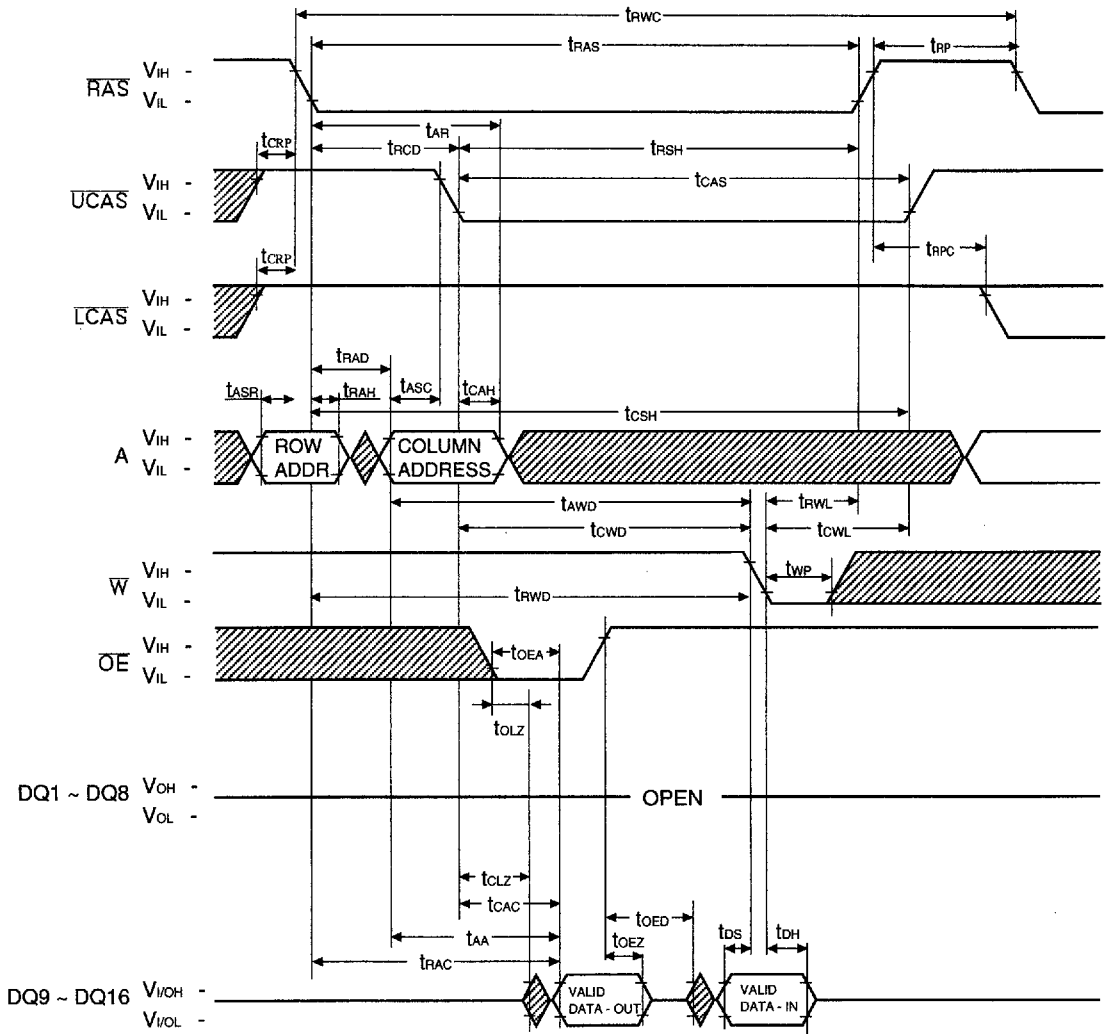 tRWC
tRAS
tRP
RAS
VIH -
VIL -
tAR
tCRP
tRCD
tRSH
UCAS
VIH -
VIL -
tCAS
tCRP
tRPC
LCAS
VIH -
VIL -
tRAD
tASR
tRAH
tASC
tCAH
tCSH
A
VIH -
VIL -
ROW
ADDR
COLUMN
ADDRESS
tAWD
tRWL
tCWD
tCWL
W
VIH -
VIL -
tWP
tRWD
OE
VIH -
VIL -
tOEA
tOLZ
DQ1 ~ DQ8
VOH -
VOL -
OPEN
tCLZ
tCAC
tOED
tAA
tOEZ
tDS
tDH
tRAC
DQ9 ~ DQ16
VI/OH -
VI/OL -
VALID
DATA - OUT
VALID
DATA - IN